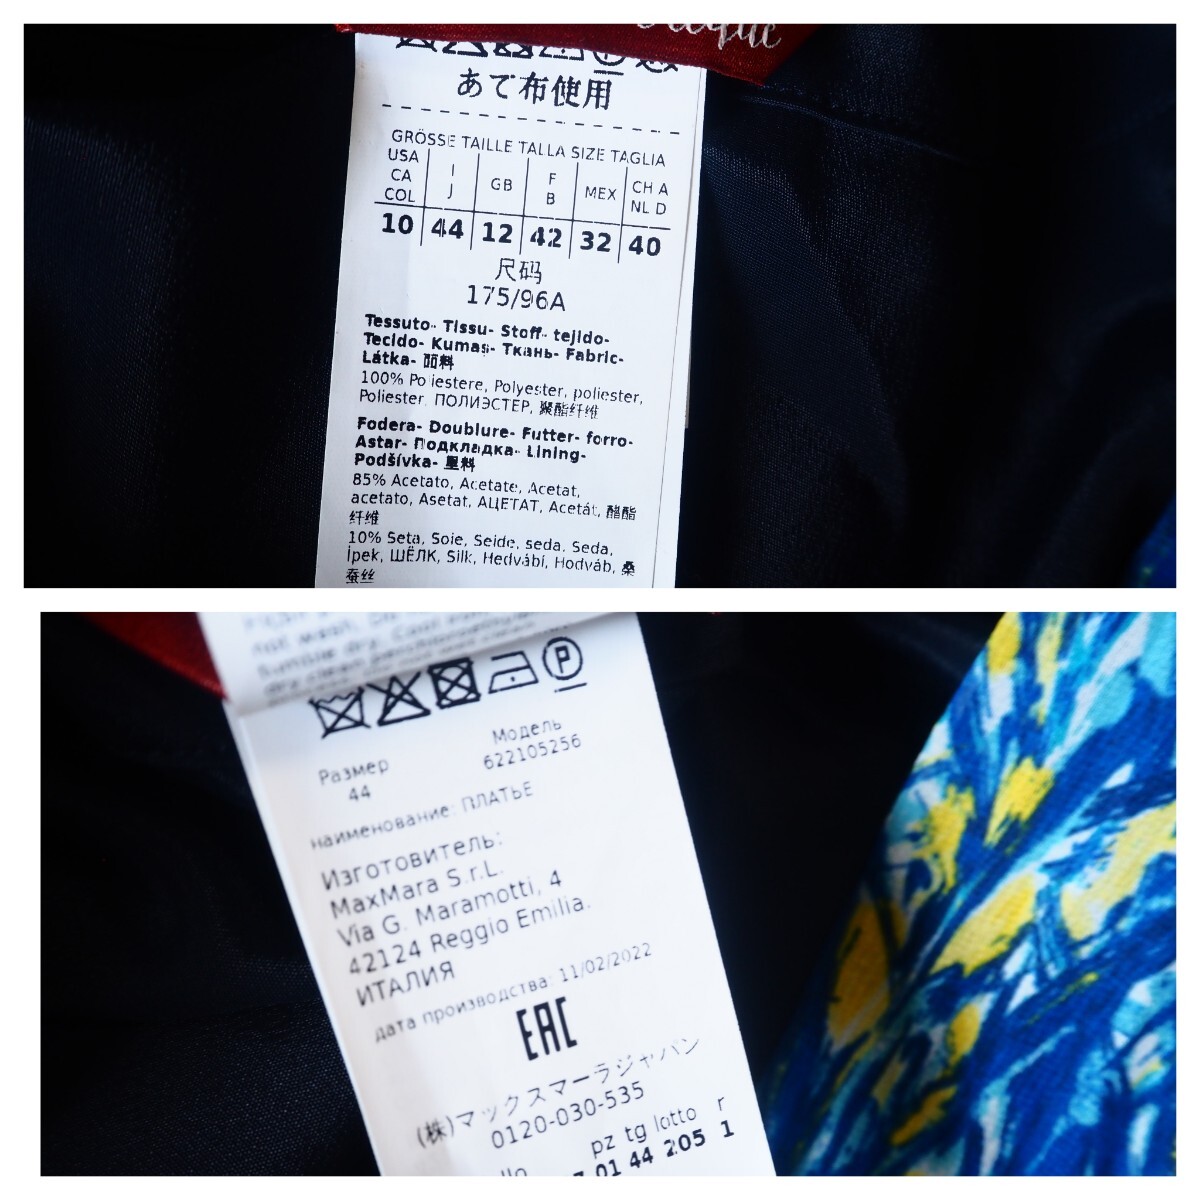 あて布使用
GRÖSSE TAILLE TALLA SIZE TAGLIA
USA CA COL | I J | GB | F B | MEX | CH A NL D
10 | 44 | 12 | 42 | 32 | 40
尺码
175/96A
Tessuto- Tissu- Stoff- tejido-
Tecido- Kumaş- Ткань- Fabric-
Látka- 面料
100% Poliestere, Polyester, poliester,
Poliester, ПОЛИЭСТЕР, 聚酯纤维
Fodera- Doublure- Futter- forro-
Astar- Подкладка- Lining-
Podšívka- 里料
85% Acetato, Acetate, Acetat,
acetato, Asetat, АЦЕТАТ, Acetát, 醋酯
纤维
10% Seta, Soie, Seide, seda, Seda,
İpek, ШЁЛК, Silk, Hedvábí, Hodváb, 桑
蚕丝
P
Размер Модель
44 622105256
наименование: ПЛАТЬЕ
Изготовитель:
MaxMara S.r.L.
Via G. Maramotti, 4
42124 Reggio Emilia.
ИТАЛИЯ
дата производства: 11/02/2022
EAC
(株)マックスマーラジャパン
0120-030-535
pz tg lotto r
01 44 205 1